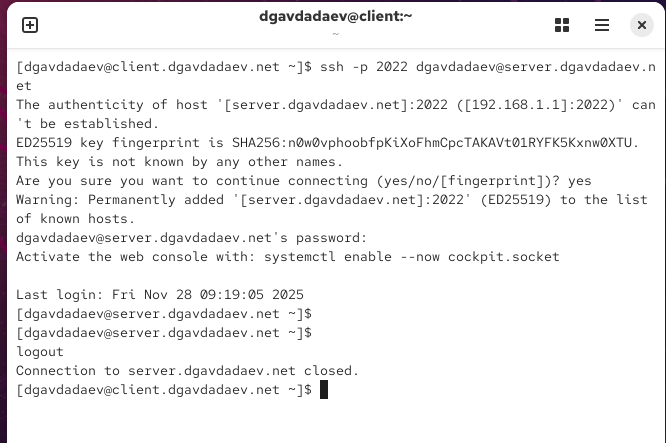 dgavdadaev@client:~
~
[dgavdadaev@client.dgavdadaev.net ~]$ ssh -p 2022 dgavdadaev@server.dgavdadaev.n
et
The authenticity of host '[server.dgavdadaev.net]:2022 ([192.168.1.1]:2022)' can
't be established.
ED25519 key fingerprint is SHA256:n0w0vphoobfpKiXoFhmCpcTAKAVt01RYFK5Kxnw0XTU.
This key is not known by any other names.
Are you sure you want to continue connecting (yes/no/[fingerprint])? yes
Warning: Permanently added '[server.dgavdadaev.net]:2022' (ED25519) to the list
of known hosts.
dgavdadaev@server.dgavdadaev.net's password:
Activate the web console with: systemctl enable --now cockpit.socket

Last login: Fri Nov 28 09:19:05 2025
[dgavdadaev@server.dgavdadaev.net ~]$
[dgavdadaev@server.dgavdadaev.net ~]$
logout
Connection to server.dgavdadaev.net closed.
[dgavdadaev@client.dgavdadaev.net ~]$